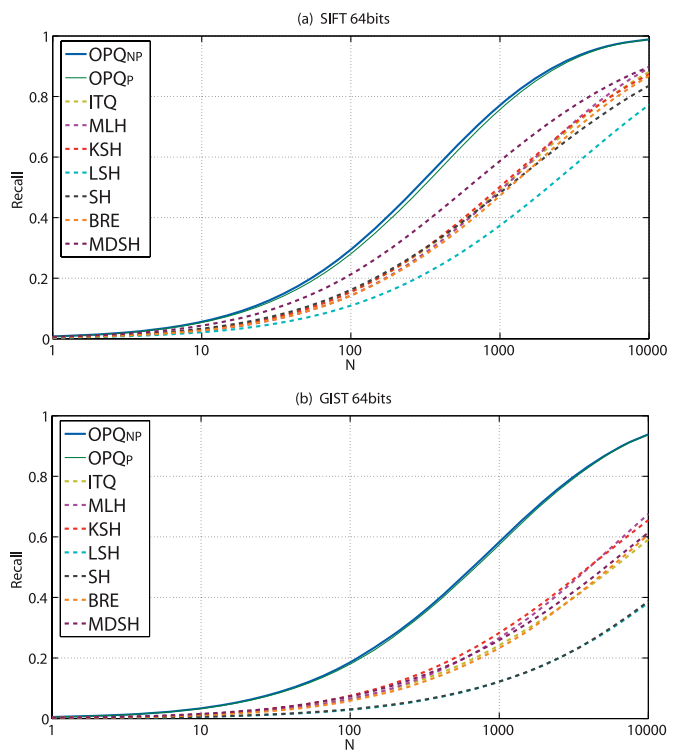 (a) SIFT 64bits
1
0.8
0.6
0.4
0.2
0
Recall
OPQNP
OPQP
ITQ
MLH
KSH
LSH
SH
BRE
MDSH
1
10
100
1000
10000
N
(b) GIST 64bits
1
0.8
0.6
0.4
0.2
0
Recall
OPQNP
OPQP
ITQ
MLH
KSH
LSH
SH
BRE
MDSH
1
10
100
1000
10000
N